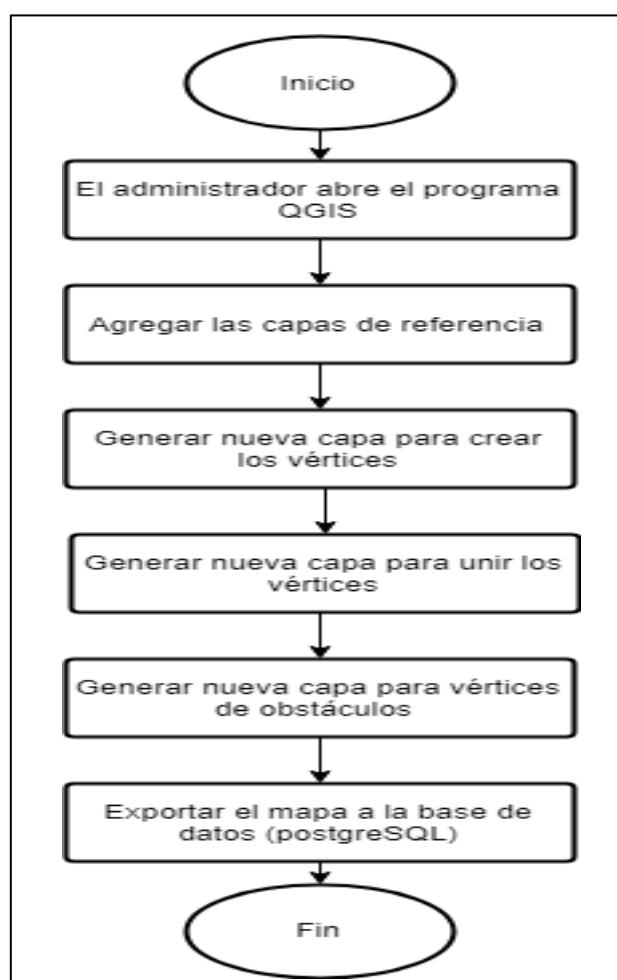 Inicio
El administrador abre el programa
QGIS
Agregar las capas de referencia
Generar nueva capa para crear
los vértices
Generar nueva capa para unir los
vértices
Generar nueva capa para vértices
de obstáculos
Exportar el mapa a la base de
datos (postgreSQL)
Fin